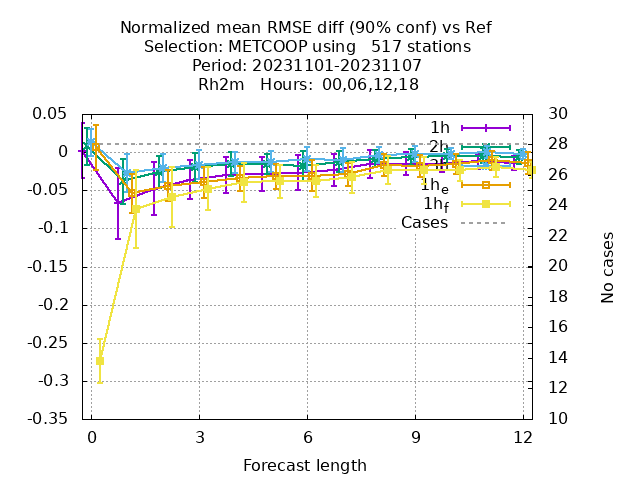 Normalized mean RMSE diff (90% conf) vs Ref
Selection: METCOOP using 517 stations
Period: 20231101-20231107
Rh2m Hours: 00,06,12,18
0.05
0
-0.05
-0.1
-0.15
-0.2
-0.25
-0.3
-0.35
30
28
26
24
22
20
18
16
14
12
10
1h
2h
3h
1h_e
1h_f
Cases
No cases
0 3 6 9 12
Forecast length